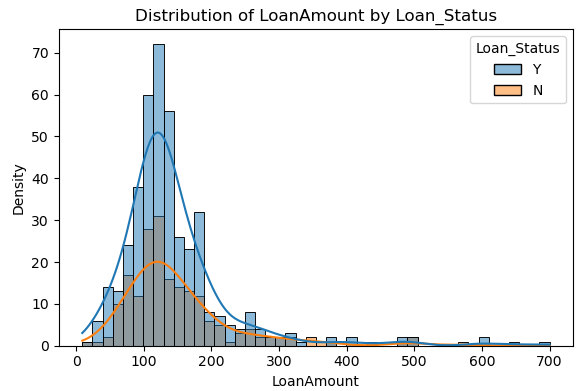 Distribution of LoanAmount by Loan_Status
Loan_Status
Y
N
Density
70
60
50
40
30
20
10
0
0 100 200 300 400 500 600 700
LoanAmount